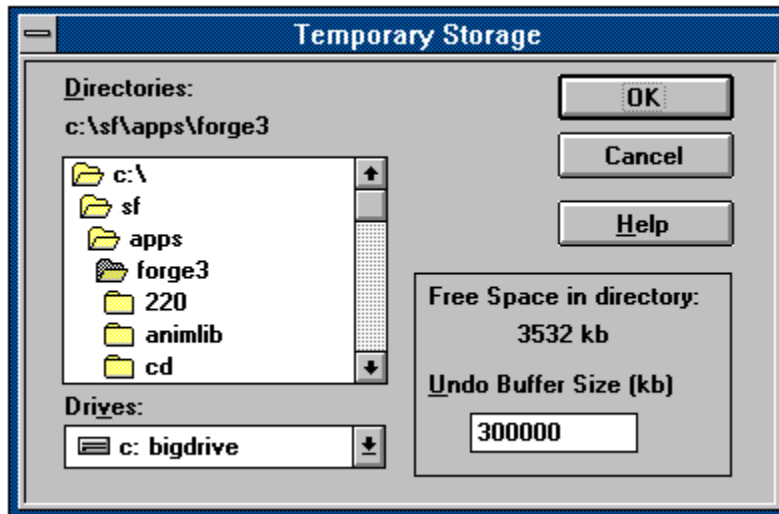 Temporary Storage
Directories:
c:\sf\apps\forge3
c:\
sf
apps
forge3
220
animlib
cd
Drives:
c: bigdrive
OK
Cancel
Help
Free Space in directory:
3532 kb
Undo Buffer Size (kb)
300000